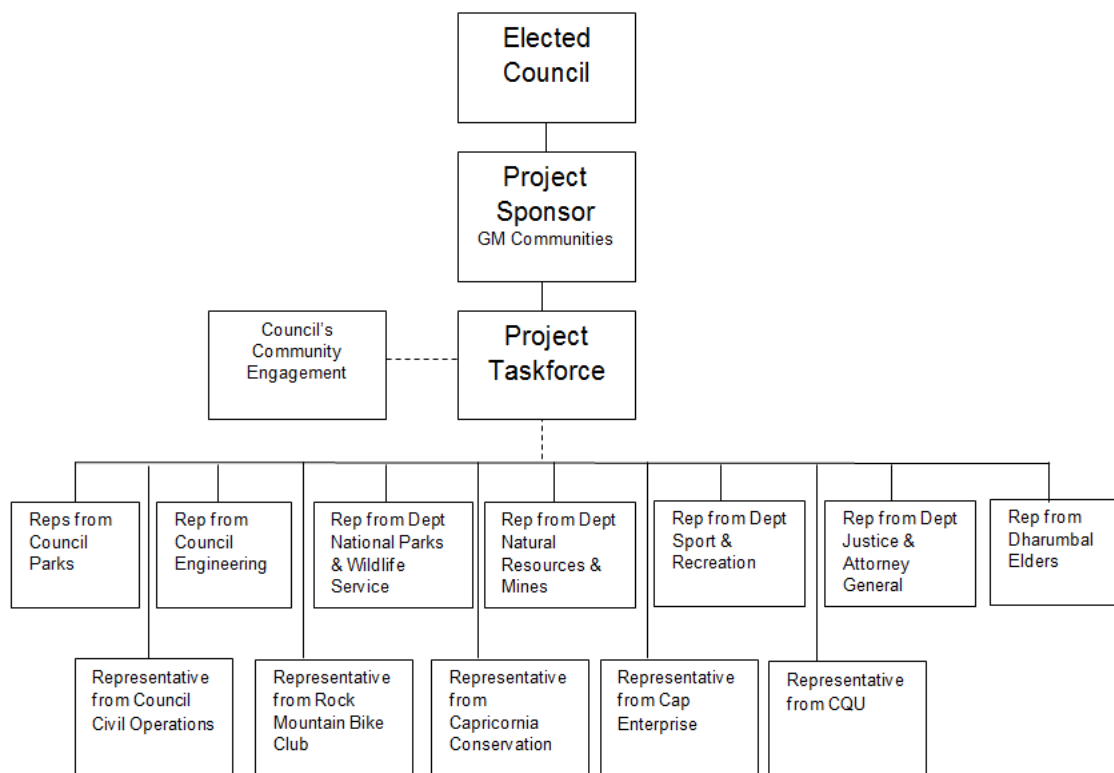 Elected
Council
Project
Sponsor
GM Communities
Council's
Community
Engagement
Project
Taskforce
Reps from
Council
Parks
Rep from
Council
Engineering
Rep from Dept
National Parks
& Wildlife
Service
Rep from Dept
Natural
Resources &
Mines
Rep from Dept
Sport &
Recreation
Rep from Dept
Justice &
Attorney
General
Rep from
Dharumbal
Elders
Representative
from Council
Civil Operations
Representative
from Rock
Mountain Bike
Club
Representative
from
Capricornia
Conservation
Representative
from Cap
Enterprise
Representative
from CQU